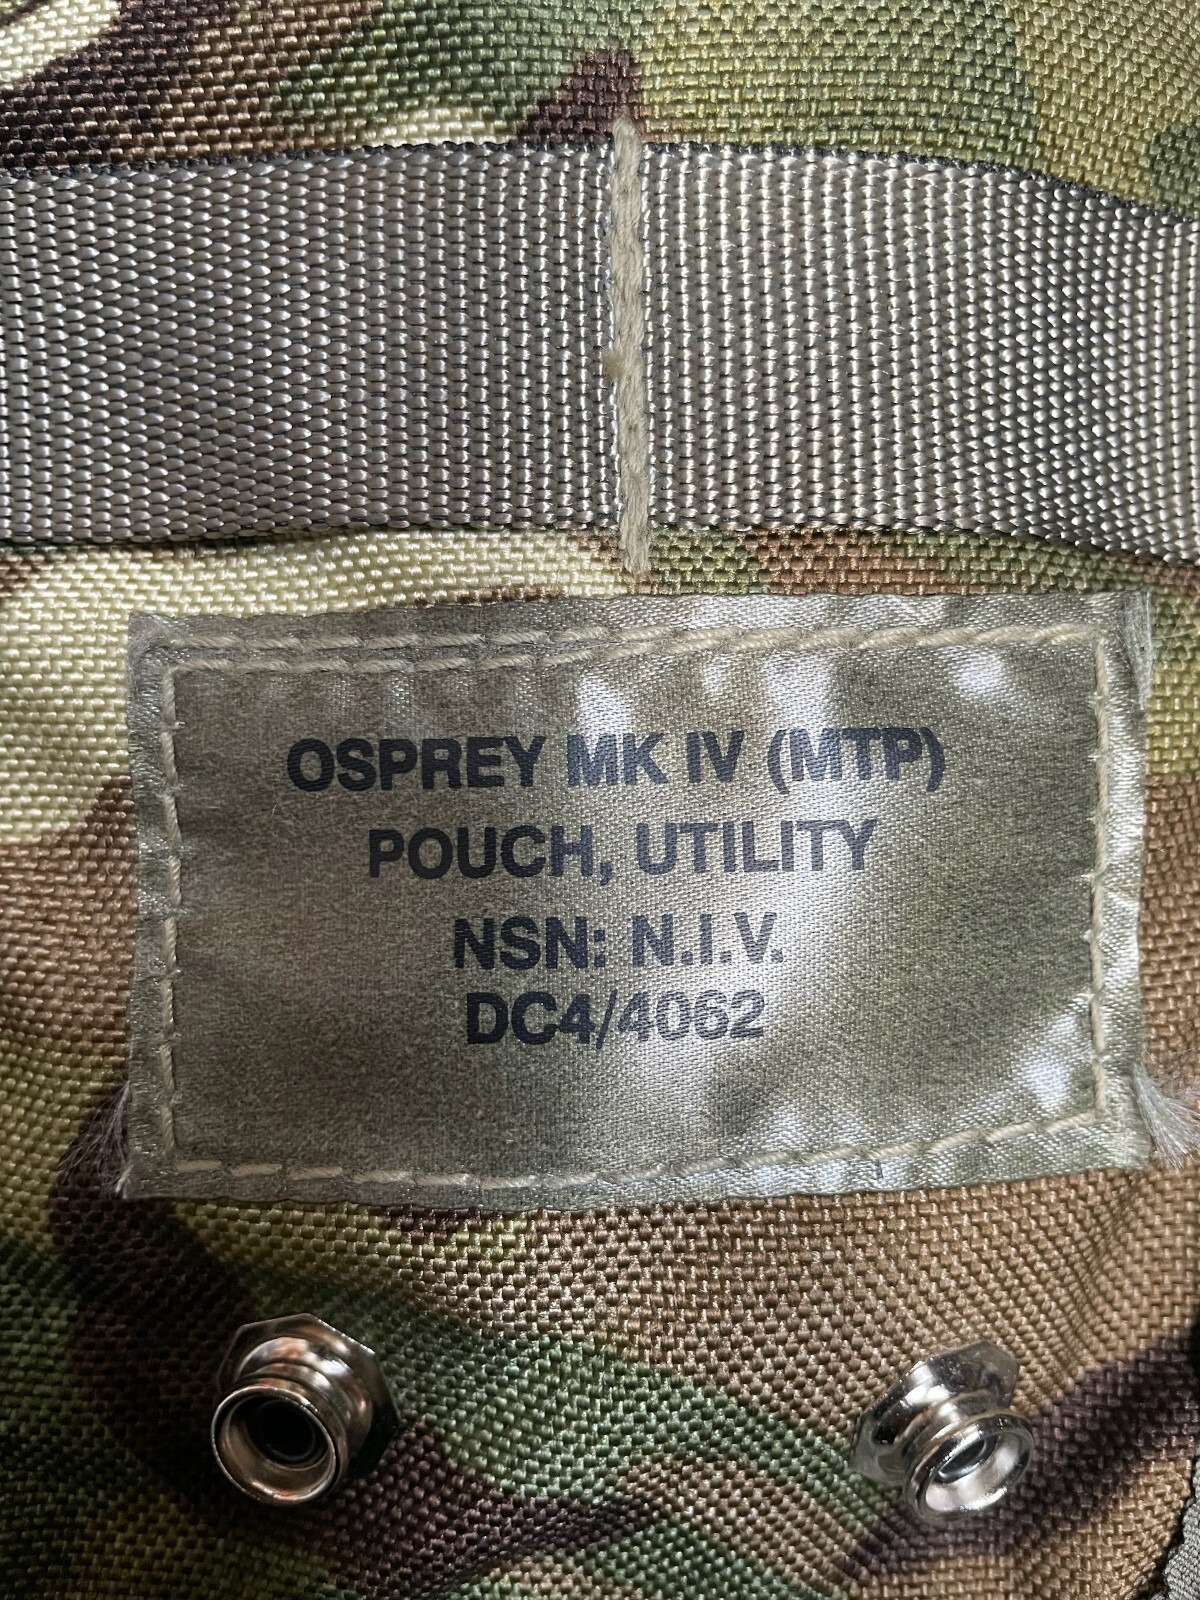 OSPREY MK IV (MTP)
POUCH, UTILITY
NSN: N.I.V.
DC4/4062